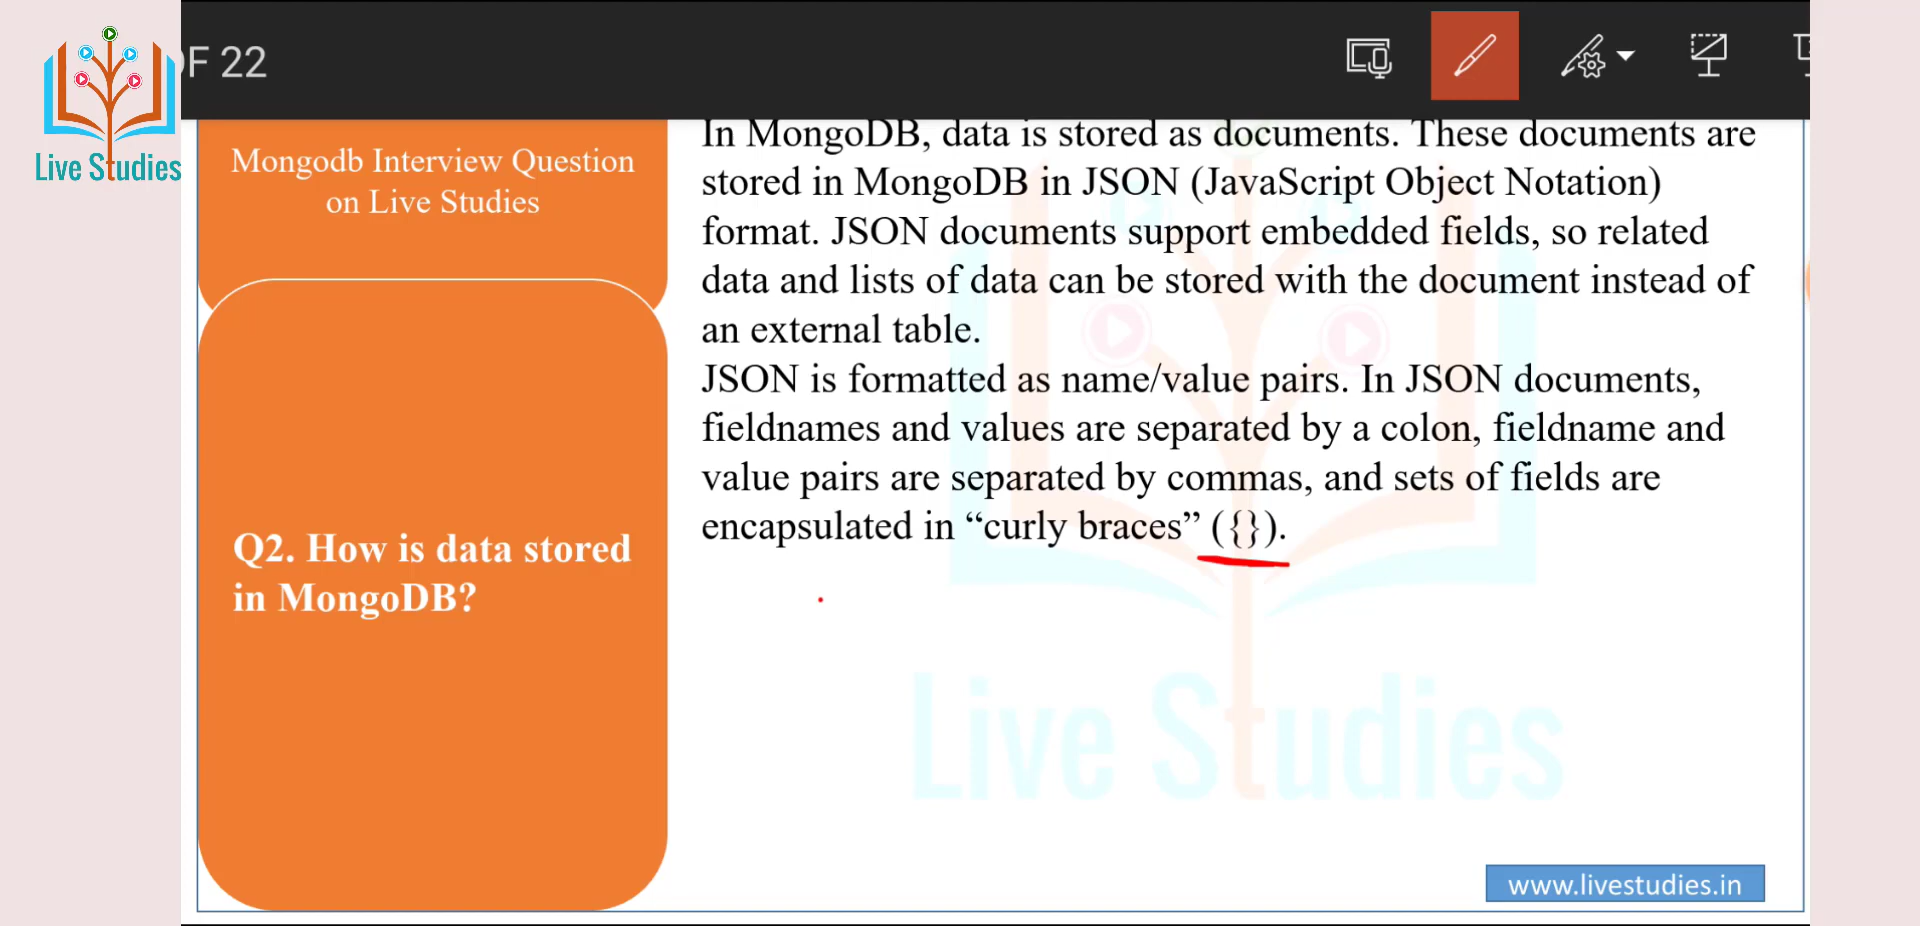 F 22
Live Studies
Mongodb Interview Question
on Live Studies
Q2. How is data stored
in MongoDB?
In MongoDB, data is stored as documents. These documents are
stored in MongoDB in JSON (JavaScript Object Notation)
format. JSON documents support embedded fields, so related
data and lists of data can be stored with the document instead of
an external table.
JSON is formatted as name/value pairs. In JSON documents,
fieldnames and values are separated by a colon, fieldname and
value pairs are separated by commas, and sets of fields are
encapsulated in “curly braces” ({}).
Live Studies
www.livestudies.in